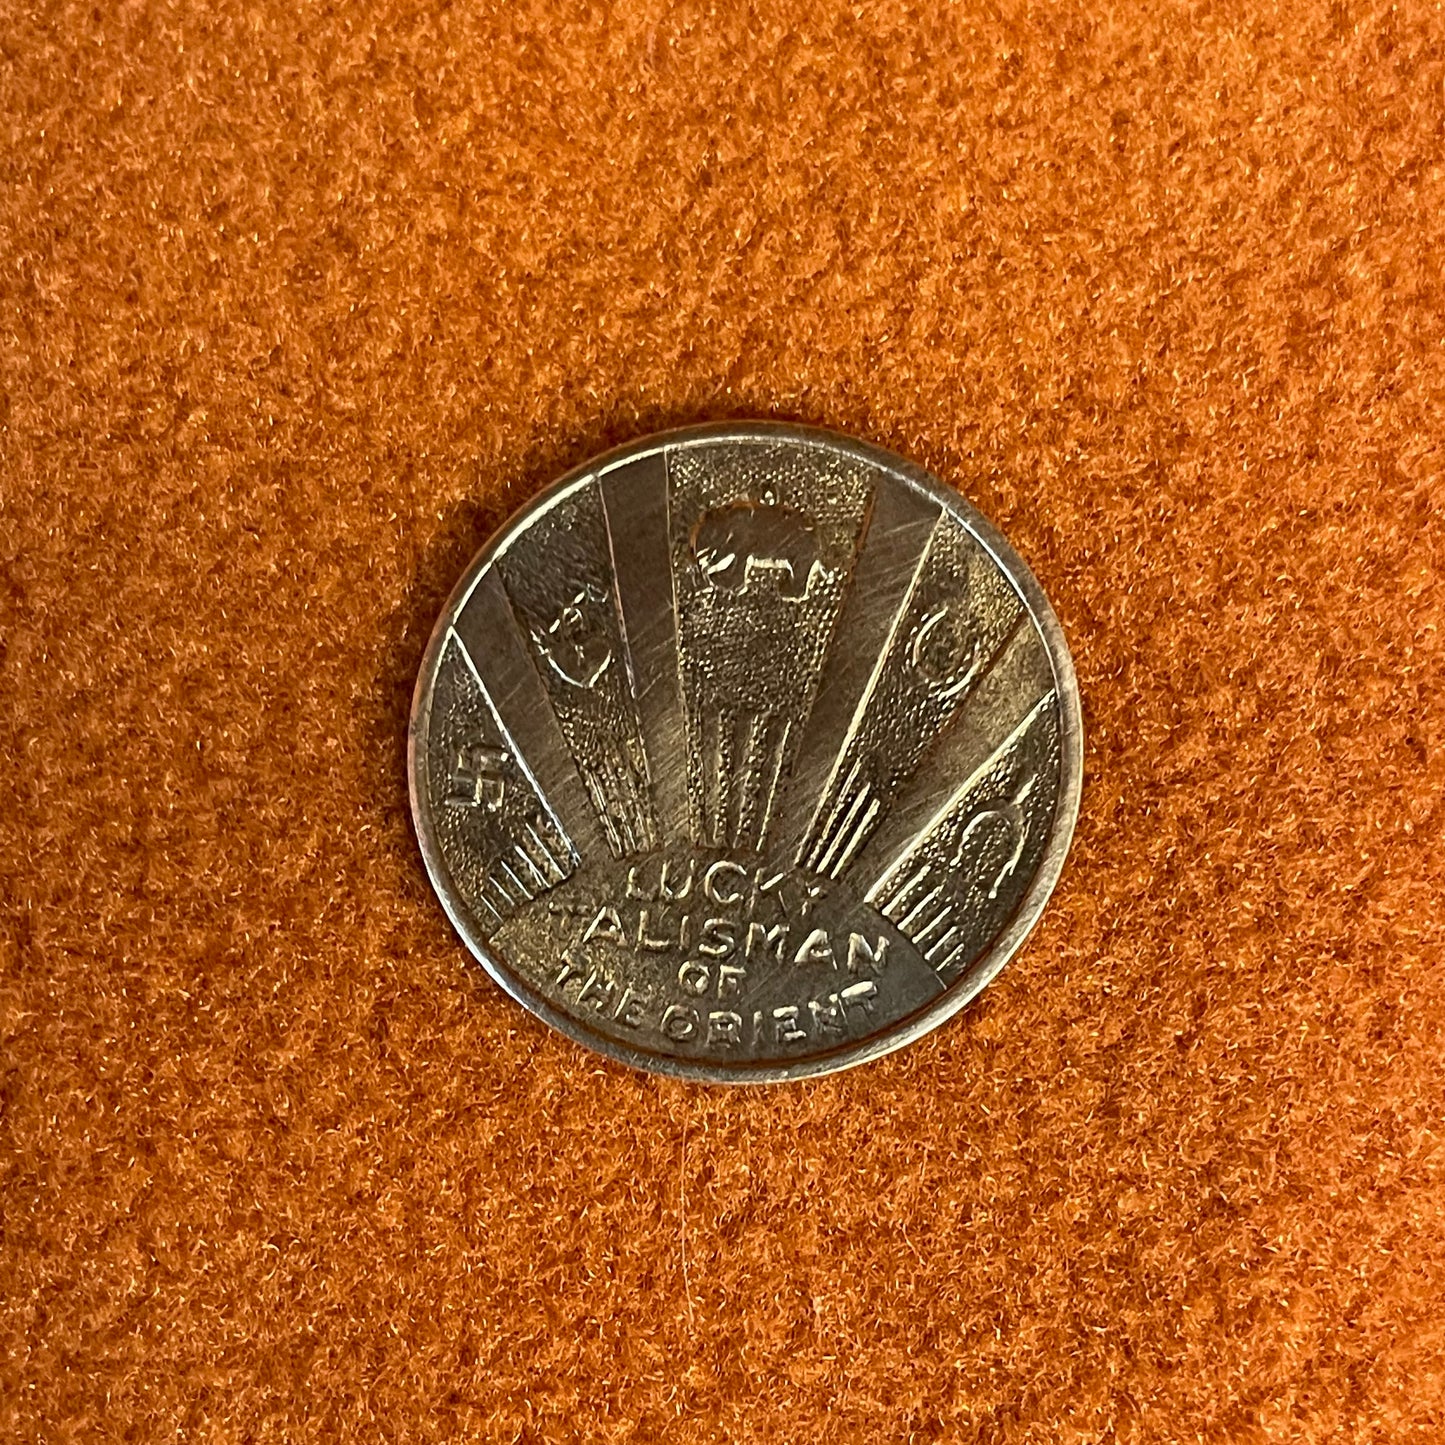 LUCKY
TALISMAN
OF
THE ORIENT